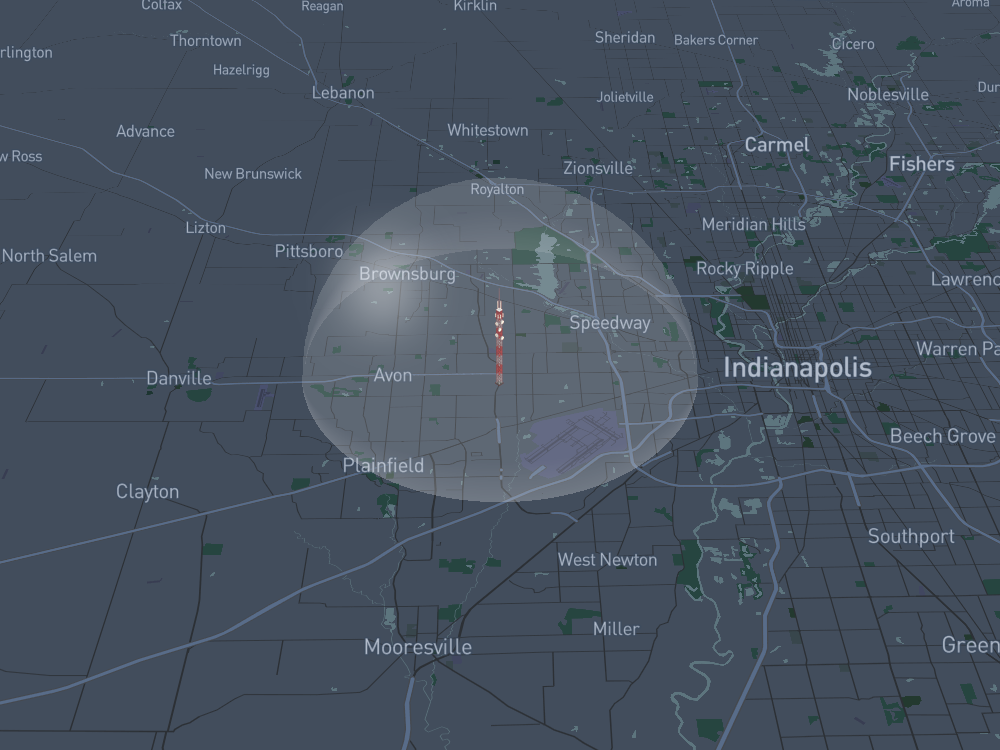 Colfax
Reagan
Kirklin
Aroma
Thorntown
Sheridan
Bakers Corner
Cicero
rlington
Hazelrigg
Lebanon
Jolietville
Noblesville
Dur
Advance
Whitestown
Carmel
w Ross
New Brunswick
Zionsville
Fishers
Royalton
Lizton
Meridian Hills
North Salem
Pittsboro
Brownsburg
Rocky Ripple
Lawrenc
Speedway
Indianapolis
Warren Pa
Danville
Avon
Beech Grove
Plainfield
Clayton
Southport
West Newton
Miller
Mooresville
Green